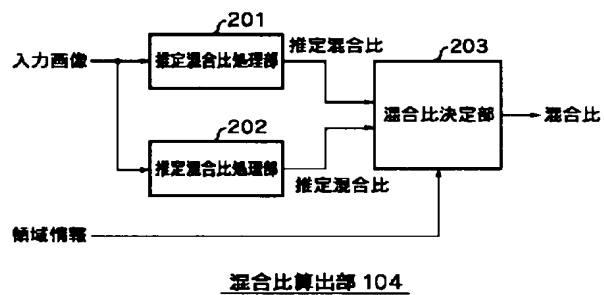 201
推定混合比
203
入力画像
推定混合比処理部
混合比決定部
混合比
202
推定混合比処理部
推定混合比
領域情報
混合比算出部 104